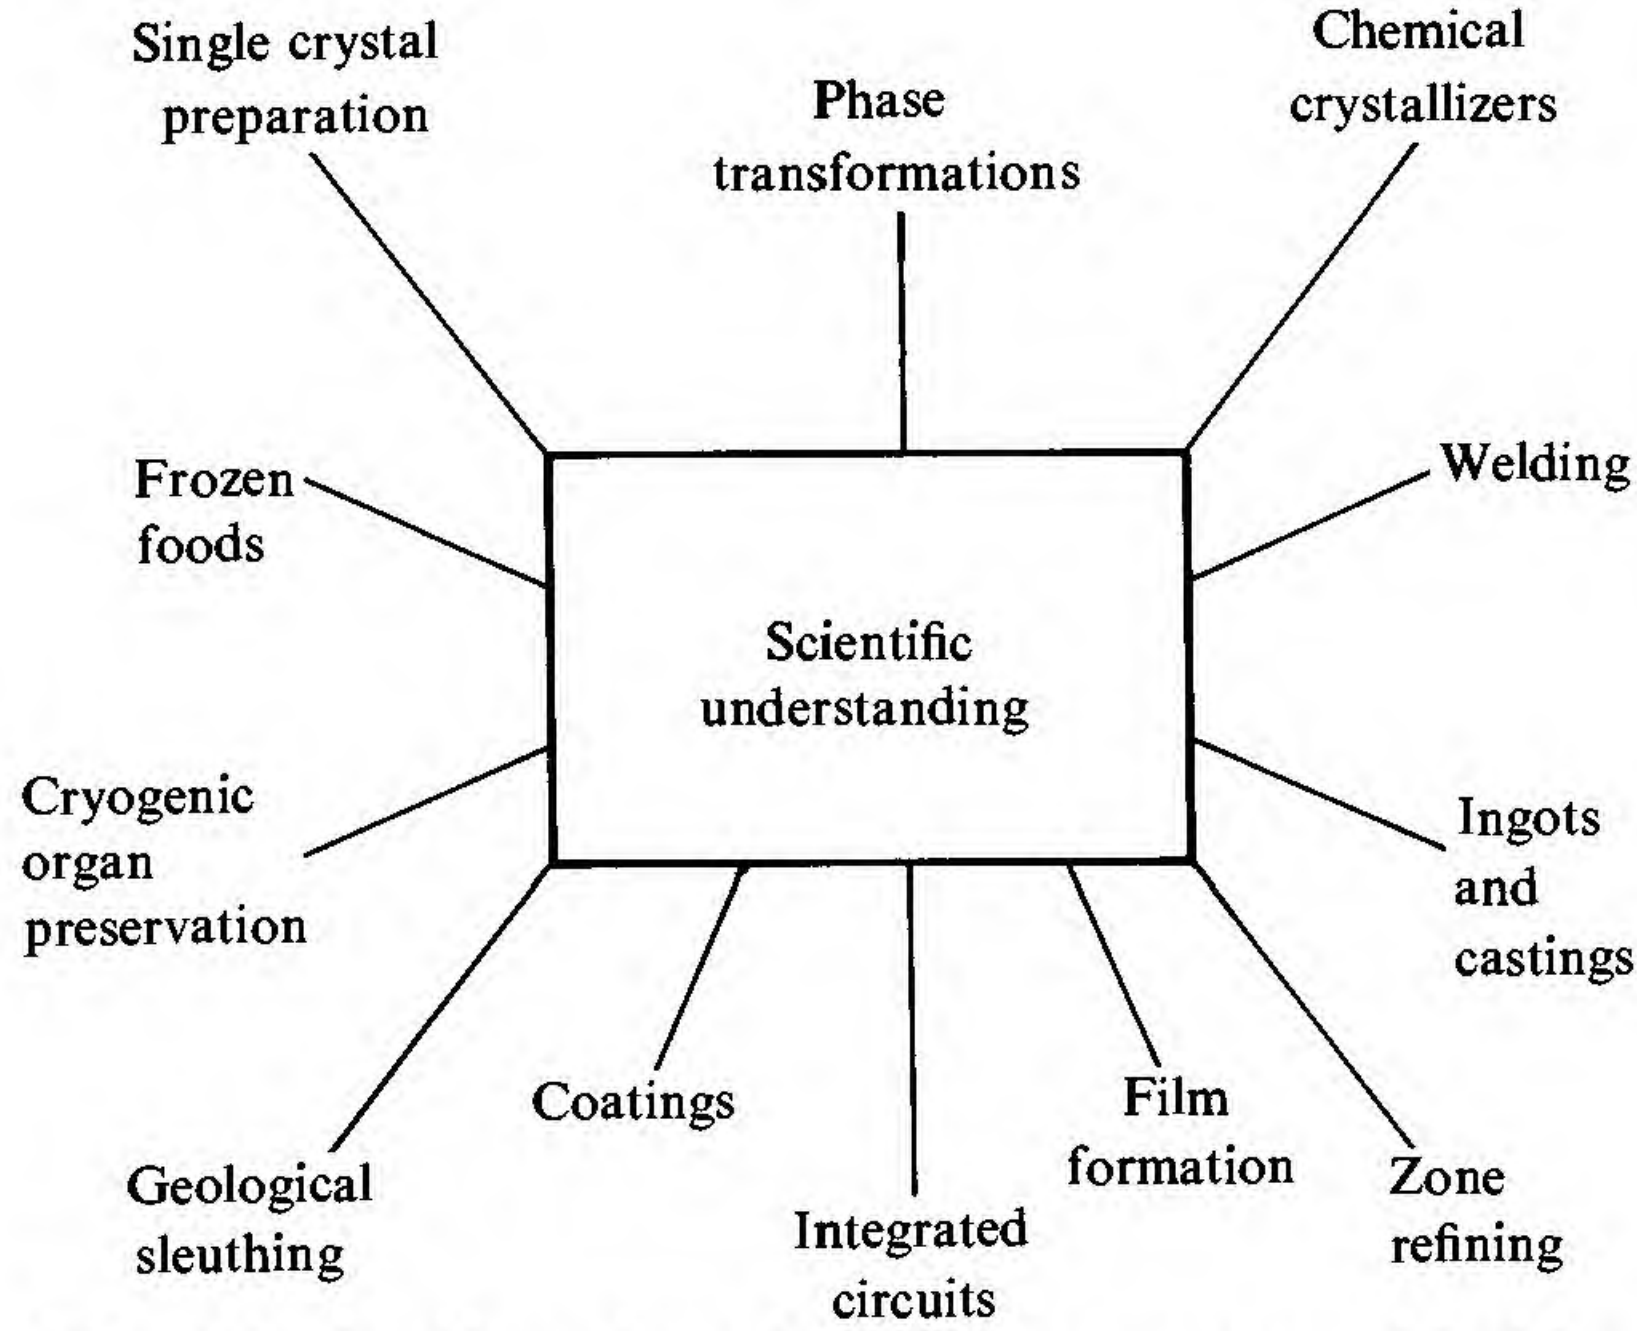 Single crystal
preparation
Phase
transformations
Chemical
crystallizers
Frozen
foods
Welding
Scientific
understanding
Cryogenic
organ
preservation
Ingots
and
castings
Geological
sleuthing
Coatings
Integrated
circuits
Film
formation
Zone
refining